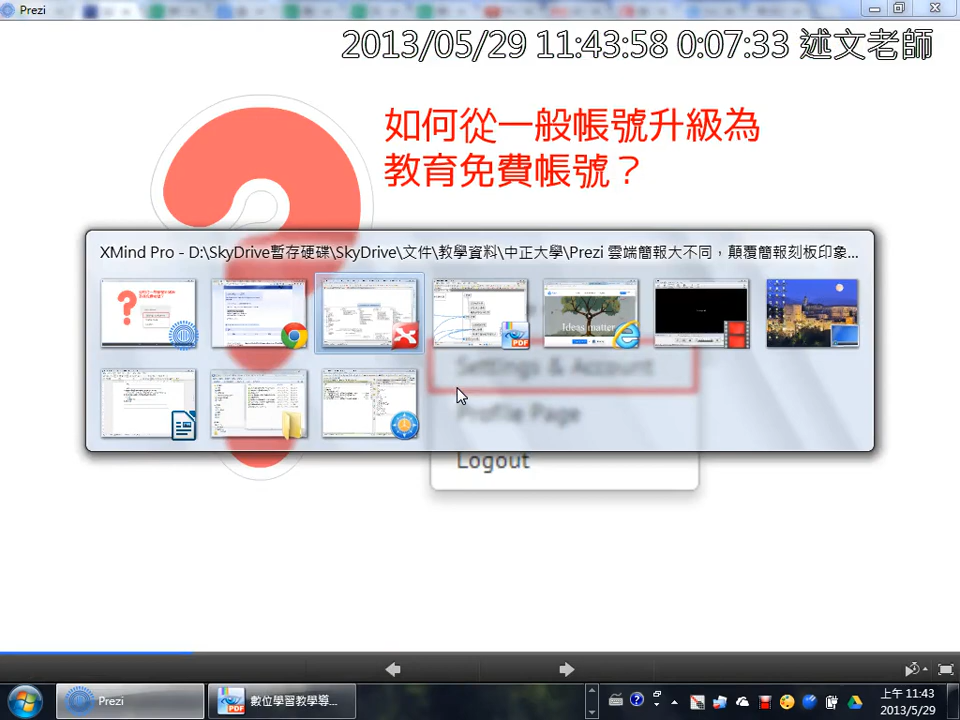 Prezi
2013/05/29 11:43:58 0:07:33 述文老師
如何從一般帳號升級為
教育免費帳號？
XMind Pro - D:\SkyDrive暫存硬碟\SkyDrive\文件\教學資料\中正大學\Prezi 雲端簡報大不同，顛覆簡報刻板印象...
Ideas matter
Settings & Account
Profile Page
Logout
Prezi
數位學習教學導...
上午 11:43
2013/5/29